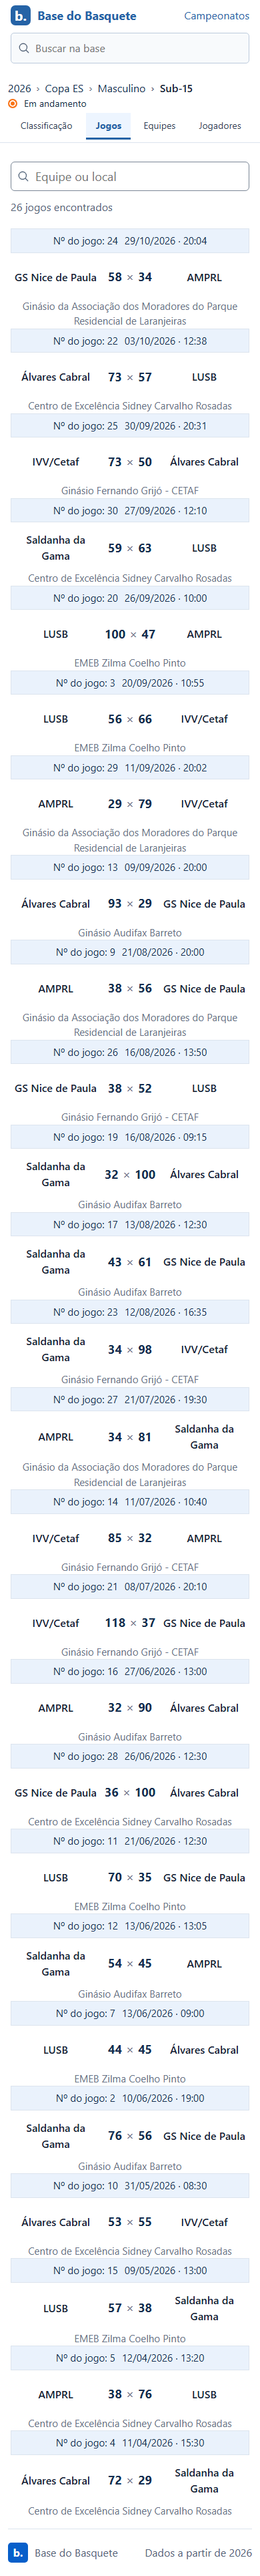 b. Base do Basquete Campeonatos
Buscar na base
2026 › Copa ES › Masculino › Sub-15
Em andamento
Classificação Jogos Equipes Jogadores
Equipe ou local
26 jogos encontrados
Nº do jogo: 24 29/10/2026 · 20:04
GS Nice de Paula 58 × 34 AMPRL
Ginásio da Associação dos Moradores do Parque
Residencial de Laranjeiras
Nº do jogo: 22 03/10/2026 · 12:38
Álvares Cabral 73 × 57 LUSB
Centro de Excelência Sidney Carvalho Rosadas
Nº do jogo: 25 30/09/2026 · 20:31
IVV/Cetaf 73 × 50 Álvares Cabral
Ginásio Fernando Grijó - CETAF
Nº do jogo: 30 27/09/2026 · 12:10
Saldanha da
Gama 59 × 63 LUSB
Centro de Excelência Sidney Carvalho Rosadas
Nº do jogo: 20 26/09/2026 · 10:00
LUSB 100 × 47 AMPRL
EMEB Zilma Coelho Pinto
Nº do jogo: 3 20/09/2026 · 10:55
LUSB 56 × 66 IVV/Cetaf
EMEB Zilma Coelho Pinto
Nº do jogo: 29 11/09/2026 · 20:02
AMPRL 29 × 79 IVV/Cetaf
Ginásio da Associação dos Moradores do Parque
Residencial de Laranjeiras
Nº do jogo: 13 09/09/2026 · 20:00
Álvares Cabral 93 × 29 GS Nice de Paula
Ginásio Audifax Barreto
Nº do jogo: 9 21/08/2026 · 20:00
AMPRL 38 × 56 GS Nice de Paula
Ginásio da Associação dos Moradores do Parque
Residencial de Laranjeiras
Nº do jogo: 26 16/08/2026 · 13:50
GS Nice de Paula 38 × 52 LUSB
Ginásio Fernando Grijó - CETAF
Nº do jogo: 19 16/08/2026 · 09:15
Saldanha da
Gama 32 × 100 Álvares Cabral
Ginásio Audifax Barreto
Nº do jogo: 17 13/08/2026 · 12:30
Saldanha da
Gama 43 × 61 GS Nice de Paula
Ginásio Audifax Barreto
Nº do jogo: 23 12/08/2026 · 16:35
Saldanha da
Gama 34 × 98 IVV/Cetaf
Ginásio Fernando Grijó - CETAF
Nº do jogo: 27 21/07/2026 · 19:30
AMPRL 34 × 81 Saldanha da
Gama
Ginásio da Associação dos Moradores do Parque
Residencial de Laranjeiras
Nº do jogo: 14 11/07/2026 · 10:40
IVV/Cetaf 85 × 32 AMPRL
Ginásio Fernando Grijó - CETAF
Nº do jogo: 21 08/07/2026 · 20:10
IVV/Cetaf 118 × 37 GS Nice de Paula
Ginásio Fernando Grijó - CETAF
Nº do jogo: 16 27/06/2026 · 13:00
AMPRL 32 × 90 Álvares Cabral
Ginásio Audifax Barreto
Nº do jogo: 28 26/06/2026 · 12:30
GS Nice de Paula 36 × 100 Álvares Cabral
Centro de Excelência Sidney Carvalho Rosadas
Nº do jogo: 11 21/06/2026 · 12:30
LUSB 70 × 35 GS Nice de Paula
EMEB Zilma Coelho Pinto
Nº do jogo: 12 13/06/2026 · 13:05
Saldanha da
Gama 54 × 45 AMPRL
Ginásio Audifax Barreto
Nº do jogo: 7 13/06/2026 · 09:00
LUSB 44 × 45 Álvares Cabral
EMEB Zilma Coelho Pinto
Nº do jogo: 2 10/06/2026 · 19:00
Saldanha da
Gama 76 × 56 GS Nice de Paula
Ginásio Audifax Barreto
Nº do jogo: 10 31/05/2026 · 08:30
Álvares Cabral 53 × 55 IVV/Cetaf
Centro de Excelência Sidney Carvalho Rosadas
Nº do jogo: 15 09/05/2026 · 13:00
LUSB 57 × 38 Saldanha da
Gama
EMEB Zilma Coelho Pinto
Nº do jogo: 5 12/04/2026 · 13:20
AMPRL 38 × 76 LUSB
Centro de Excelência Sidney Carvalho Rosadas
Nº do jogo: 4 11/04/2026 · 15:30
Álvares Cabral 72 × 29 Saldanha da
Gama
Centro de Excelência Sidney Carvalho Rosadas
b. Base do Basquete Dados a partir de 2026